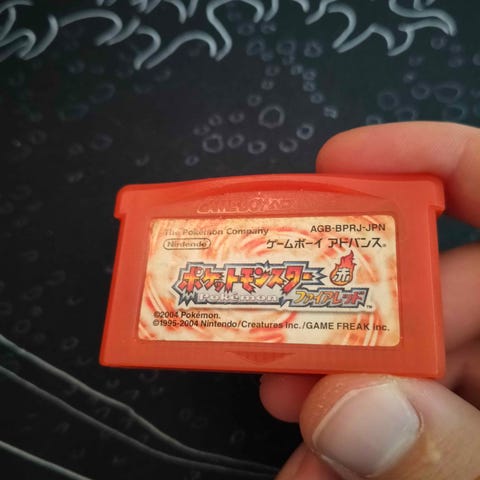 GAME BOY ADVANCE
The Pokémon Company
AGB-BPRJ-JPN
Nintendo
ゲームボーイ アドバンス®
ポケットモンスター
赤
Pokémon
ファイアレッド™
©2004 Pokémon.
©1995-2004 Nintendo/Creatures inc./GAME FREAK inc.